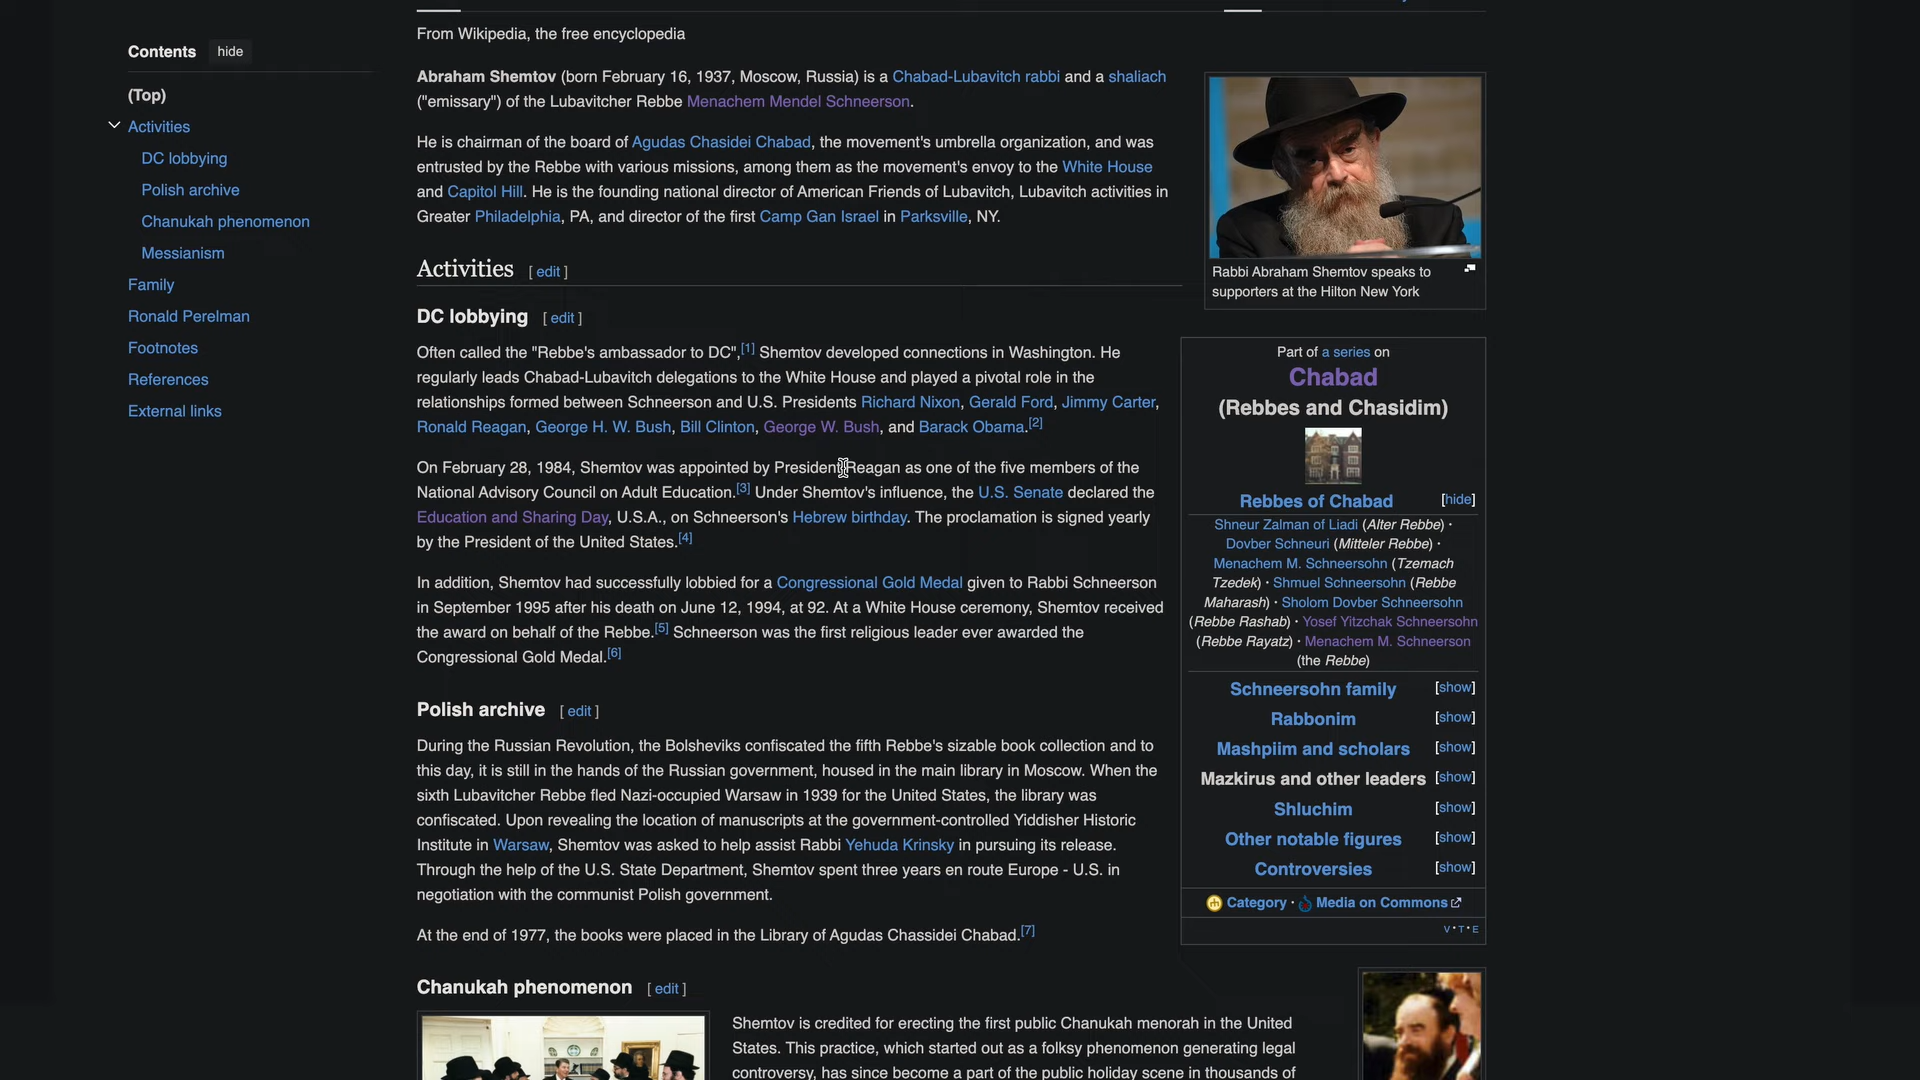 Contents hide
(Top)
Activities
DC lobbying
Polish archive
Chanukah phenomenon
Messianism
Family
Ronald Perelman
Footnotes
References
External links
From Wikipedia, the free encyclopedia
Abraham Shemtov (born February 16, 1937, Moscow, Russia) is a Chabad-Lubavitch rabbi and a shaliach
("emissary") of the Lubavitcher Rebbe Menachem Mendel Schneerson.
He is chairman of the board of Agudas Chasidei Chabad, the movement's umbrella organization, and was
entrusted by the Rebbe with various missions, among them as the movement's envoy to the White House
and Capitol Hill. He is the founding national director of American Friends of Lubavitch, Lubavitch activities in
Greater Philadelphia, PA, and director of the first Camp Gan Israel in Parksville, NY.
Activities [ edit ]
DC lobbying [ edit ]
Often called the "Rebbe's ambassador to DC",[1] Shemtov developed connections in Washington. He
regularly leads Chabad-Lubavitch delegations to the White House and played a pivotal role in the
relationships formed between Schneerson and U.S. Presidents Richard Nixon, Gerald Ford, Jimmy Carter,
Ronald Reagan, George H. W. Bush, Bill Clinton, George W. Bush, and Barack Obama.[2]
On February 28, 1984, Shemtov was appointed by President Reagan as one of the five members of the
National Advisory Council on Adult Education.[3] Under Shemtov's influence, the U.S. Senate declared the
Education and Sharing Day, U.S.A., on Schneerson's Hebrew birthday. The proclamation is signed yearly
by the President of the United States.[4]
In addition, Shemtov had successfully lobbied for a Congressional Gold Medal given to Rabbi Schneerson
in September 1995 after his death on June 12, 1994, at 92. At a White House ceremony, Shemtov received
the award on behalf of the Rebbe.[5] Schneerson was the first religious leader ever awarded the
Congressional Gold Medal.[6]
Polish archive [ edit ]
During the Russian Revolution, the Bolsheviks confiscated the fifth Rebbe's sizable book collection and to
this day, it is still in the hands of the Russian government, housed in the main library in Moscow. When the
sixth Lubavitcher Rebbe fled Nazi-occupied Warsaw in 1939 for the United States, the library was
confiscated. Upon revealing the location of manuscripts at the government-controlled Yiddisher Historic
Institute in Warsaw, Shemtov was asked to help assist Rabbi Yehuda Krinsky in pursuing its release.
Through the help of the U.S. State Department, Shemtov spent three years en route Europe - U.S. in
negotiation with the communist Polish government.
At the end of 1977, the books were placed in the Library of Agudas Chassidei Chabad.[7]
Chanukah phenomenon [ edit ]
Shemtov is credited for erecting the first public Chanukah menorah in the United
States. This practice, which started out as a folksy phenomenon generating legal
controversy, has since become a part of the public holiday scene in thousands of
Rabbi Abraham Shemtov speaks to
supporters at the Hilton New York
Part of a series on
Chabad
(Rebbes and Chasidim)
Rebbes of Chabad [hide]
Shneur Zalman of Liadi (Alter Rebbe) ·
Dovber Schneuri (Mitteler Rebbe) ·
Menachem M. Schneersohn (Tzemach
Tzedek) · Shmuel Schneersohn (Rebbe
Maharash) · Sholom Dovber Schneersohn
(Rebbe Rashab) · Yosef Yitzchak Schneersohn
(Rebbe Rayatz) · Menachem M. Schneerson
(the Rebbe)
Schneersohn family [show]
Rabbonim [show]
Mashpiim and scholars [show]
Mazkirus and other leaders [show]
Shluchim [show]
Other notable figures [show]
Controversies [show]
Category · Media on Commons
V · T · E